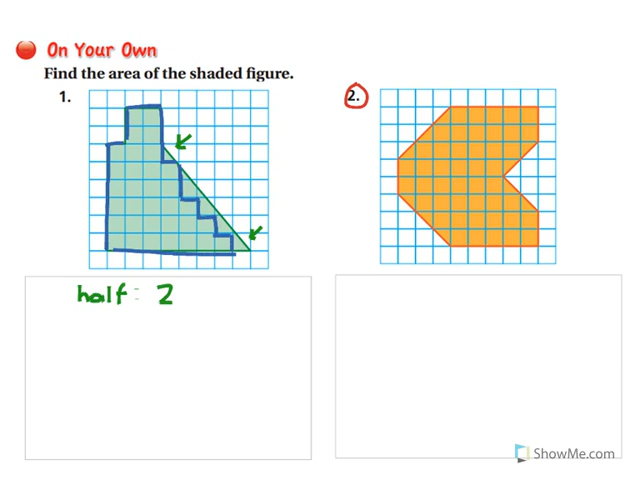 On Your Own
Find the area of the shaded figure.
1.
2.
half: 2
ShowMe.com